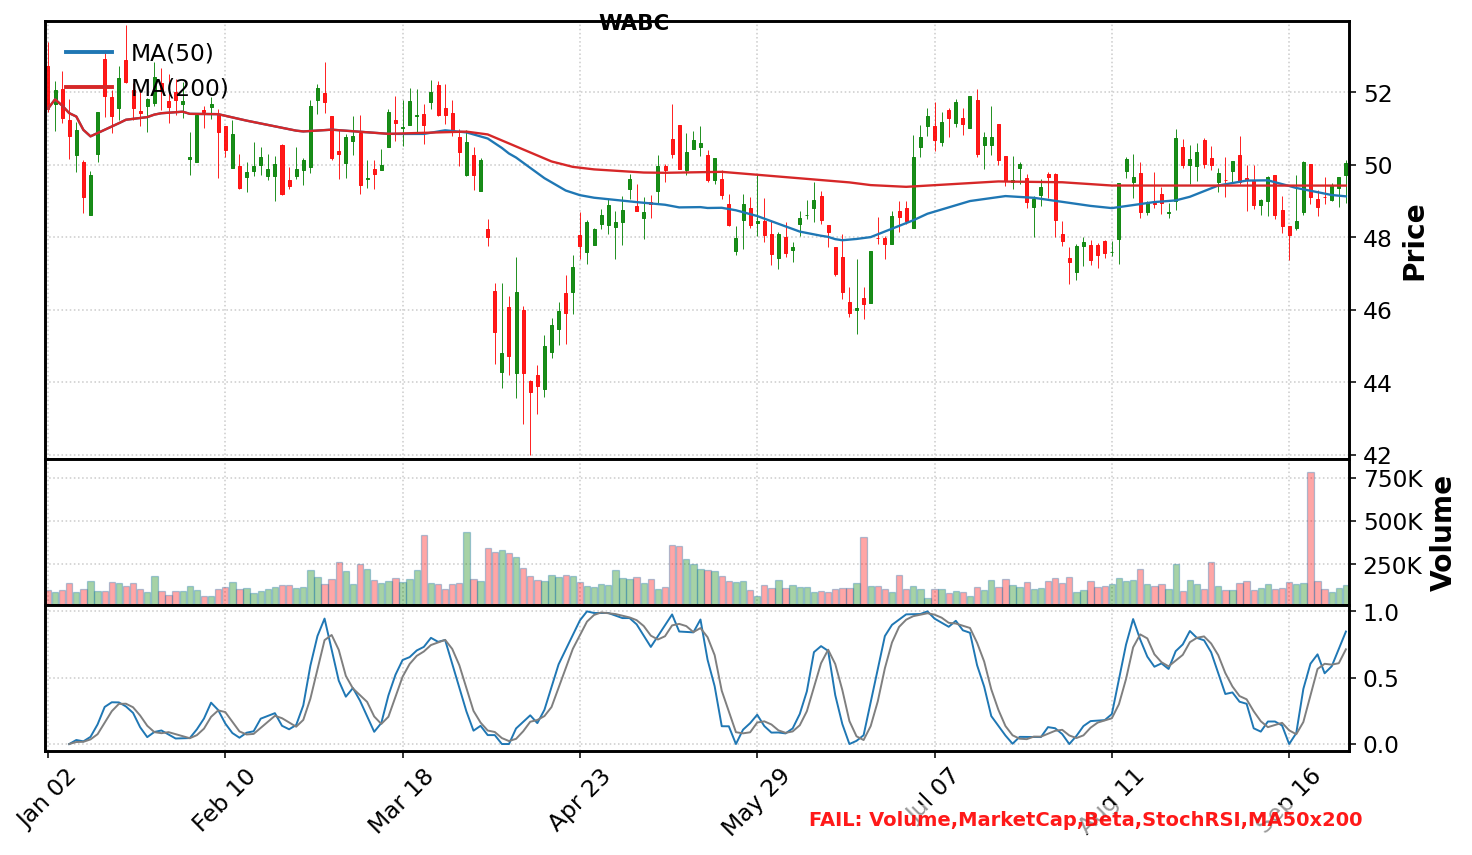 WABC
MA(50)
MA(200)
52
50
48
46
44
42
Price
750K
500K
250K
Volume
1.0
0.5
0.0
Jan 02
Feb 10
Mar 18
Apr 23
May 29
Jul 07
Aug 11
Sep 16
FAIL: Volume,MarketCap,Beta,StochRSI,MA50x200